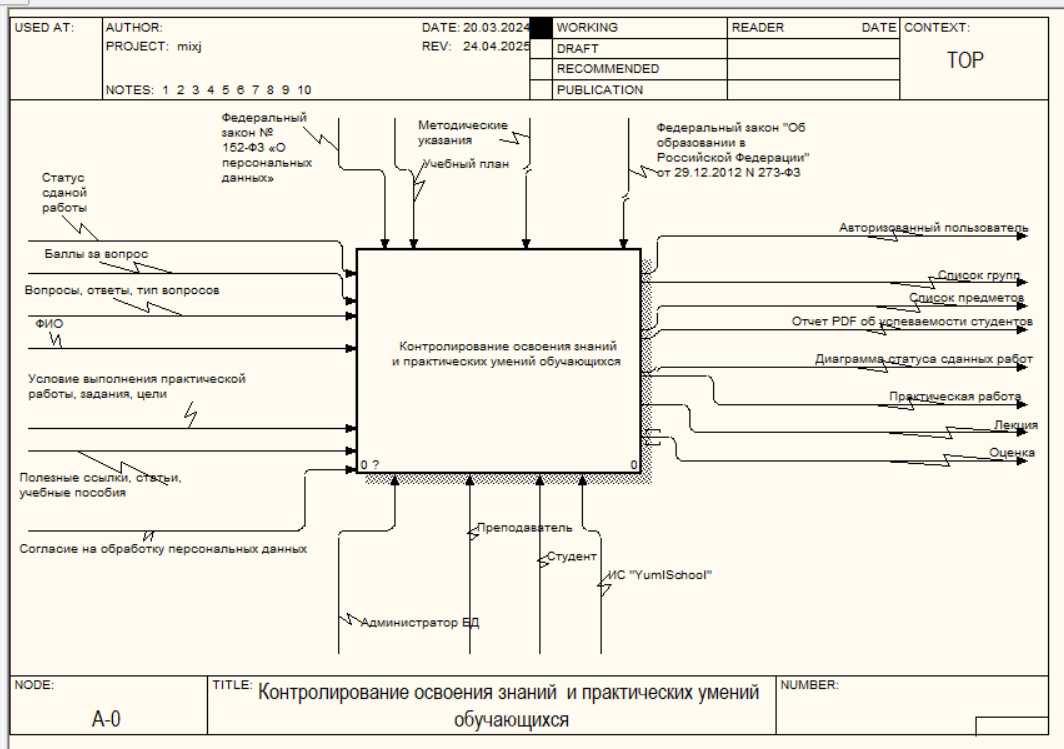 USED AT:
AUTHOR:
DATE: 20.03.2024
PROJECT: mixj
REV: 24.04.2025
NOTES: 1 2 3 4 5 6 7 8 9 10
WORKING
DRAFT
RECOMMENDED
PUBLICATION
READER
DATE
CONTEXT:
TOP
Федеральный
закон №
152-ФЗ «О
персональных
данных»
Учебный план
Методические
указания
Федеральный закон "Об
образовании в
Российской Федерации"
от 29.12.2012 N 273-ФЗ
Статус
сданой
работы
Баллы за вопрос
Вопросы, ответы, тип вопросов
ФИО
Условие выполнения практической
работы, задания, цели
Полезные ссылки, статьи,
учебные пособия
Согласие на обработку персональных данных
Контролирование освоения знаний
и практических умений обучающихся
0 ?
0
Авторизованный пользователь
Список групп
Список предметов
Отчет PDF об успеваемости студентов
Диаграмма статуса сданных работ
Практическая работа
Лекция
Оценка
Преподаватель
Студент
ИС "YumISchool"
Администратор БД
NODE:
A-0
TITLE:
Контролирование освоения знаний и практических умений
обучающихся
NUMBER: